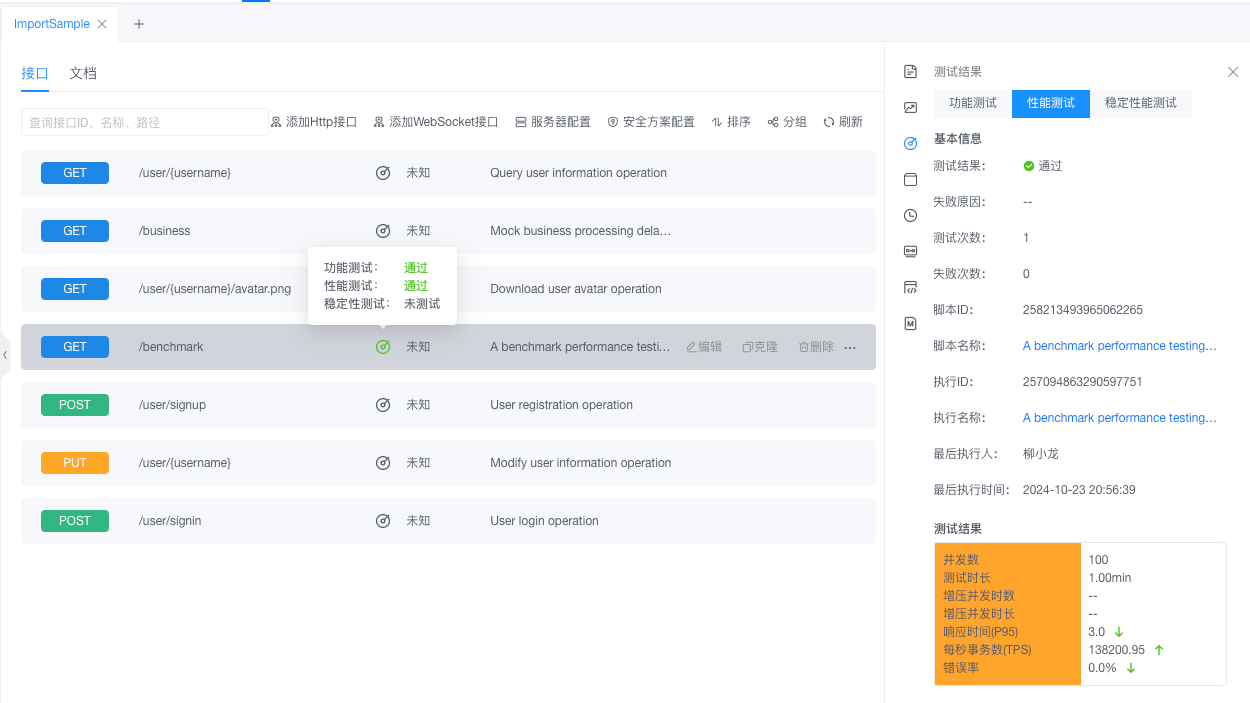 ImportSample
接口 文档
查询接口ID、名称、路径 添加Http接口 添加WebSocket接口 服务器配置 安全方案配置 排序 分组 刷新
GET /user/{username} 未知 Query user information operation
GET /business 未知 Mock business processing dela…
功能测试： 通过
性能测试： 通过
稳定性测试： 未测试
GET /user/{username}/avatar.png Download user avatar operation
GET /benchmark 未知 A benchmark performance testi… 编辑 克隆 删除 …
POST /user/signup 未知 User registration operation
PUT /user/{username} 未知 Modify user information operation
POST /user/signin 未知 User login operation
测试结果
功能测试 性能测试 稳定性能测试
基本信息
测试结果： 通过
失败原因： --
测试次数： 1
失败次数： 0
脚本ID： 258213493965062265
脚本名称： A benchmark performance testing…
执行ID： 257094863290597751
执行名称： A benchmark performance testing…
最后执行人： 柳小龙
最后执行时间： 2024-10-23 20:56:39
测试结果
并发数 100
测试时长 1.00min
增压并发时数 --
增压并发时长 --
响应时间(P95) 3.0 ↓
每秒事务数(TPS) 138200.95 ↑
错误率 0.0% ↓